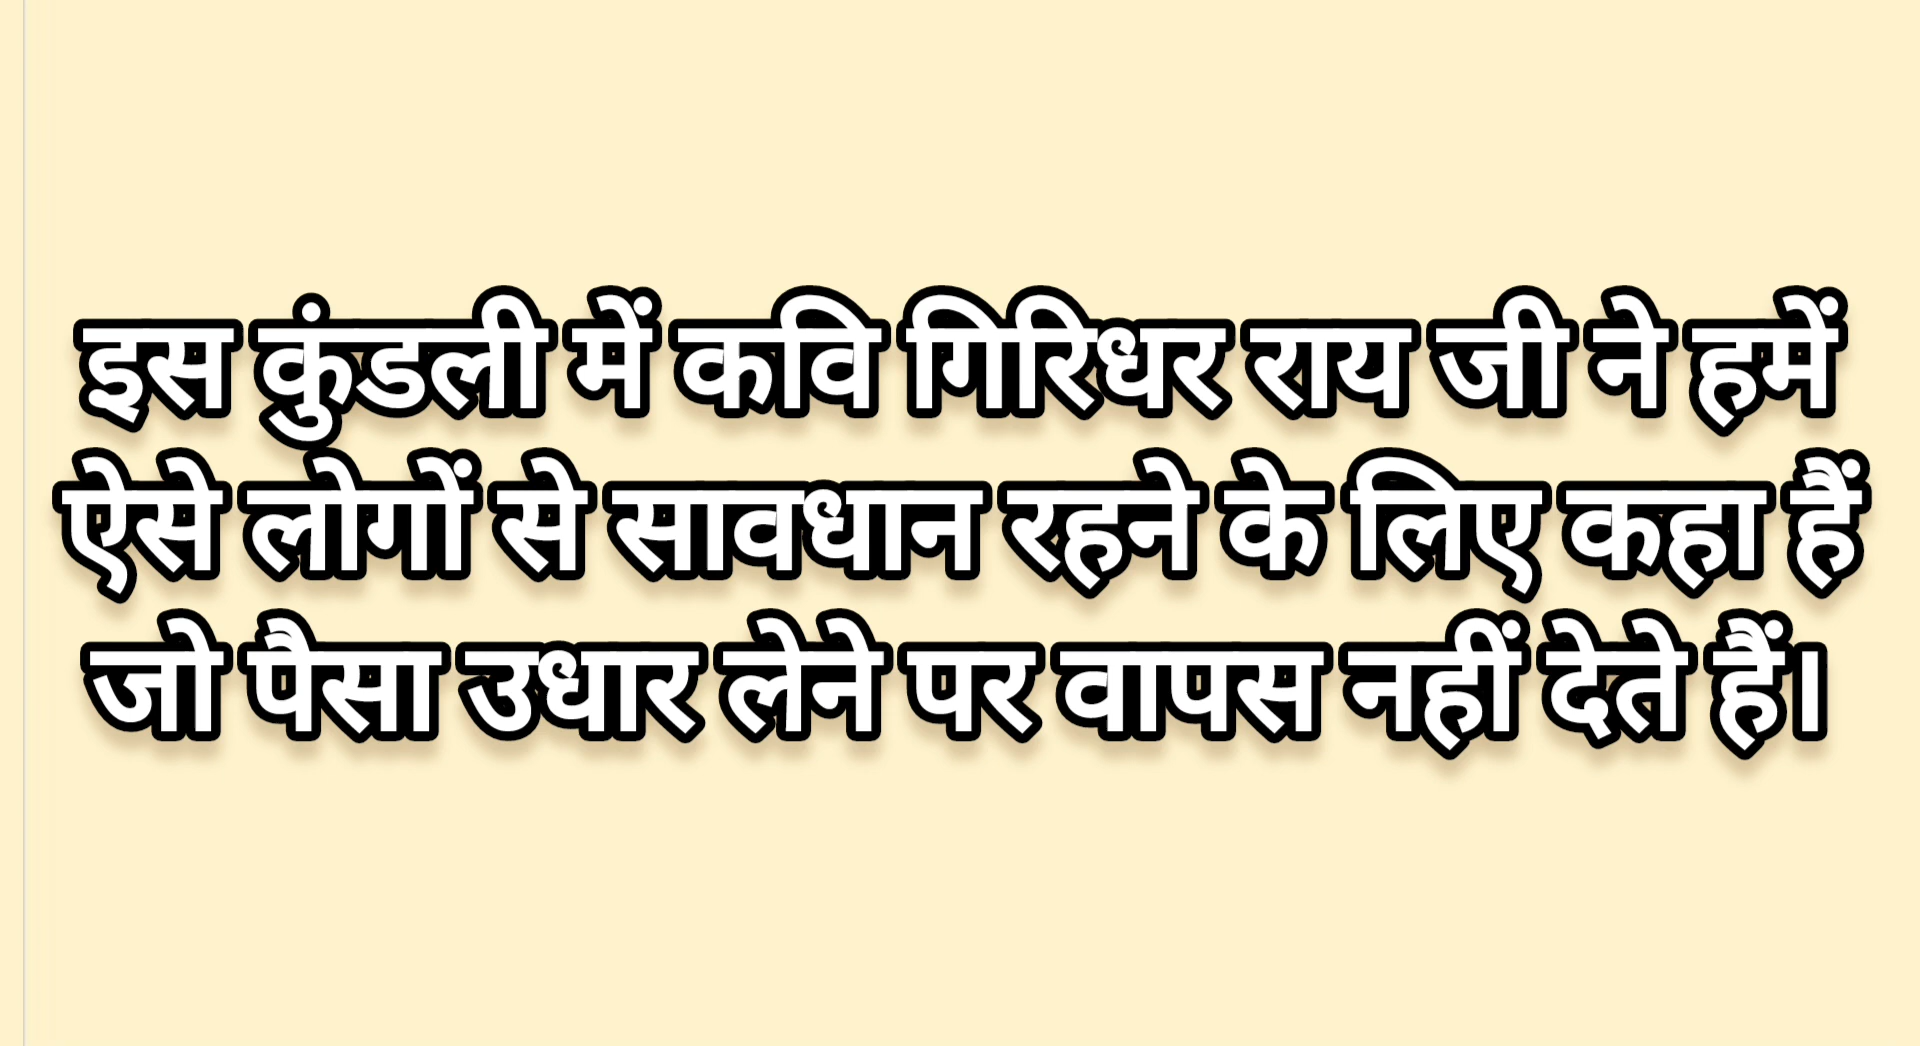 इस कुंडली में कवि गिरिधर राय जी ने हमें
ऐसे लोगों से सावधान रहने के लिए कहा हैं
जो पैसा उधार लेने पर वापस नहीं देते हैं।